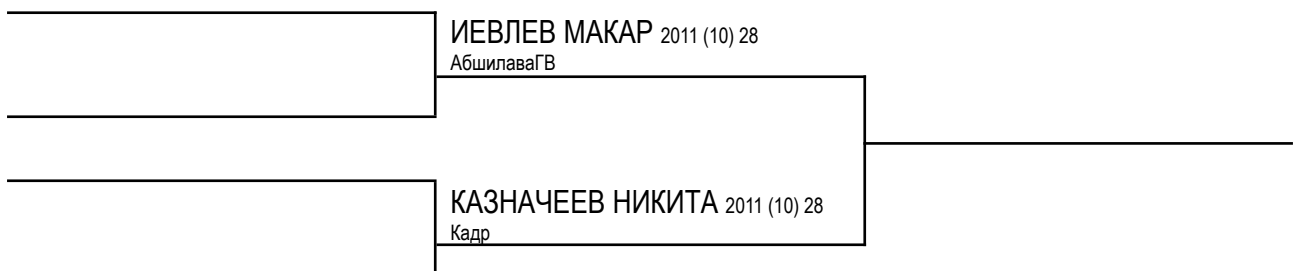 ИЕВЛЕВ МАКАР 2011 (10) 28
АбшилаваГВ
КАЗНАЧЕЕВ НИКИТА 2011 (10) 28
Кадр